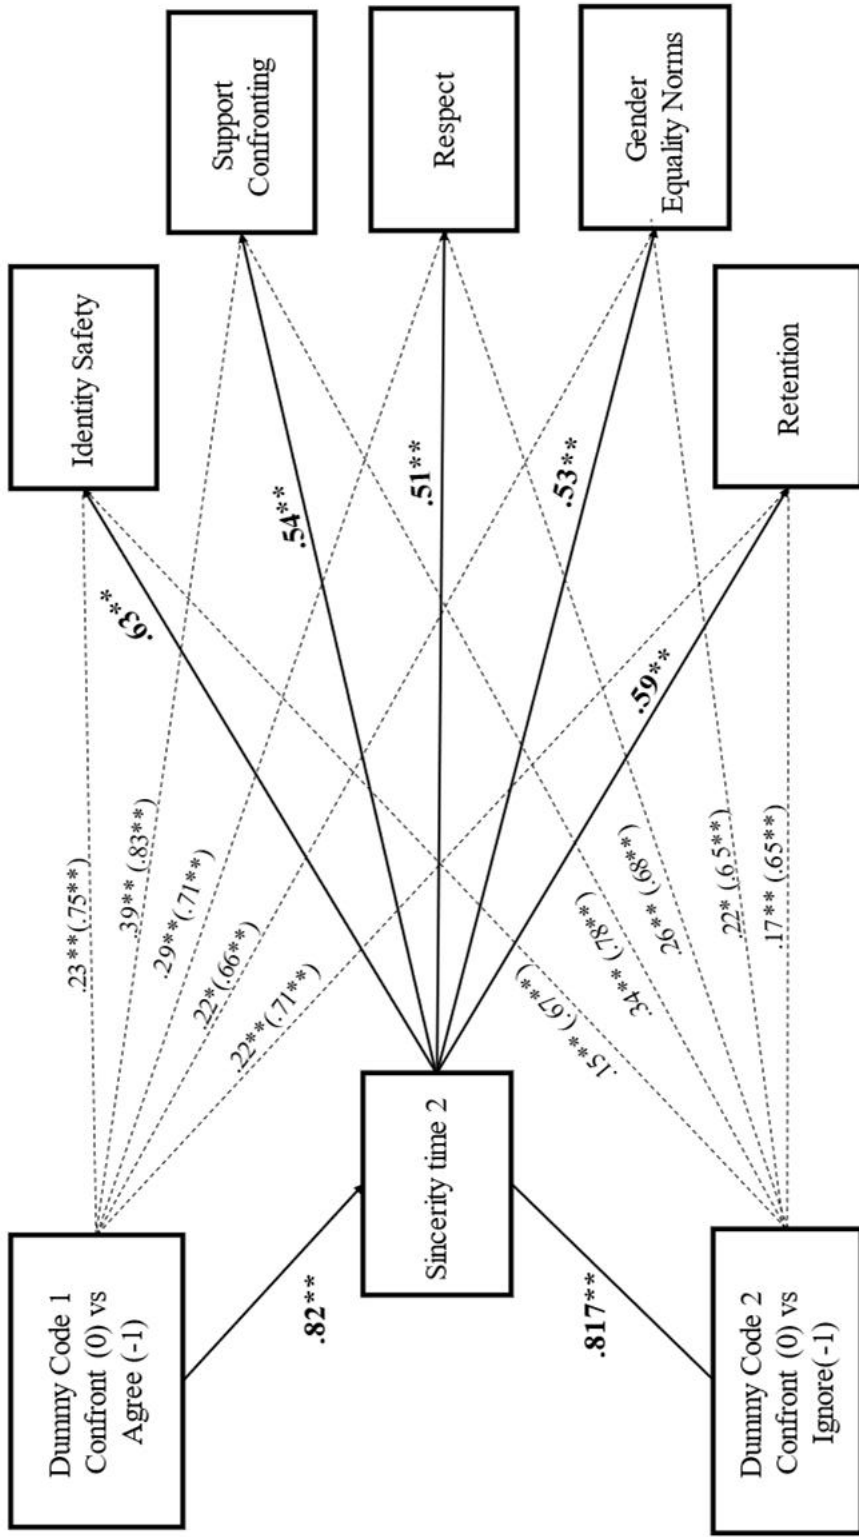 Dummy Code 1
Confront (0) vs
Agree (-1)
Dummy Code 2
Confront (0) vs
Ignore(-1)
.82**
.817**
Sincerity time 2
.23**(.75**)
.39** (.83**)
.29**(.71**)
.22*(.66**)
.22**(.71**)
.15** (.67**)
.34** (.78**)
.26** (.68**)
.22* (.6 5**)
.17** (.65**)
.63**
.54**
.51**
.53**
.59**
Identity Safety
Support
Confronting
Respect
Gender
Equality Norms
Retention